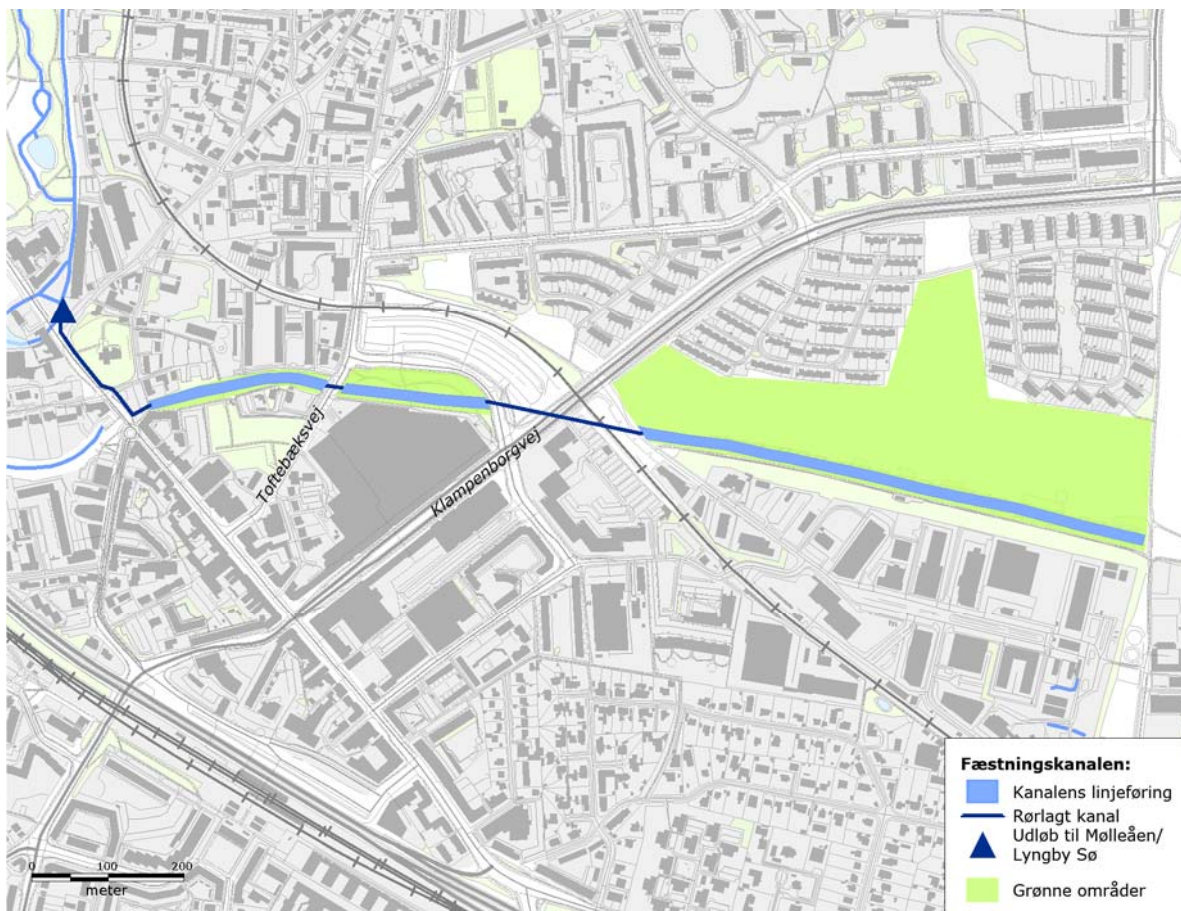 Toftebæksvej
Klampenborgvej
Fæstningskanalen:
Kanalens linjeføring
Rørlagt kanal
Udløb til Mølleåen/
Lyngby Sø
Grønne områder
0 100 200
meter